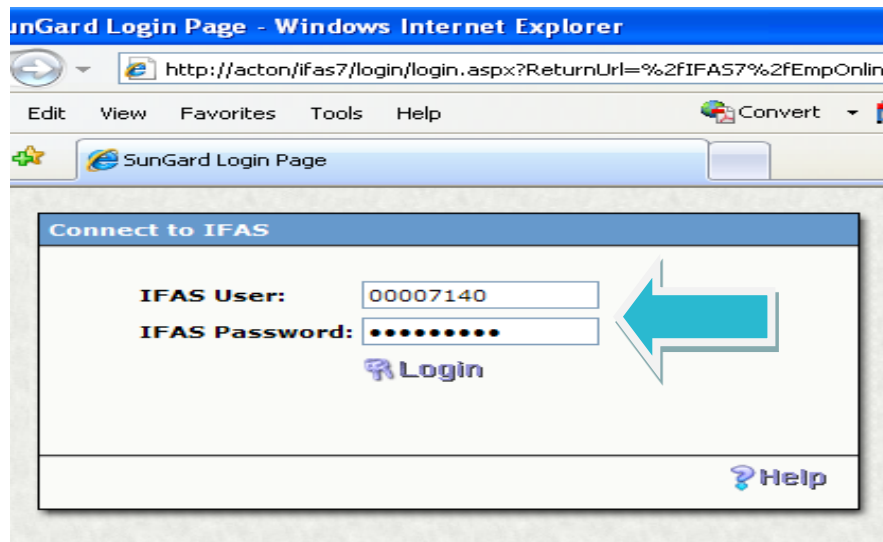 unGard Login Page - Windows Internet Explorer
http://acton/ifas7/login/login.aspx?ReturnUrl=%2fIFAS7%2fEmpOnlin
Edit View Favorites Tools Help Convert
SunGard Login Page
Connect to IFAS
IFAS User: 00007140
IFAS Password: •••••••••
Login
Help